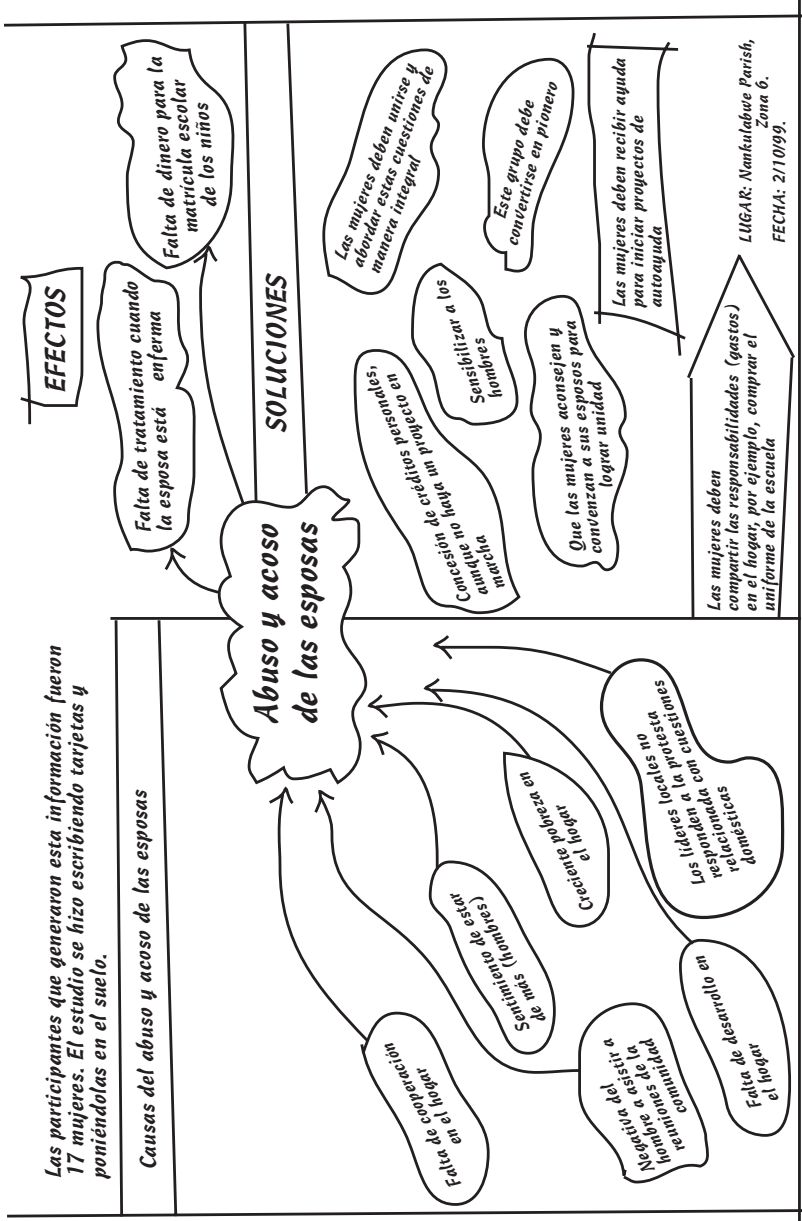 Las participantes que generaron esta información fueron
17 mujeres. El estudio se hizo escribiendo tarjetas y
poniéndolas en el suelo.
Causas del abuso y acoso de las esposas
Falta de cooperación
en el hogar
Sentimiento de estar
de más (hombres)
Creciente pobreza en
el hogar
Negativa del
hombre a asistir a
reuniones de la
comunidad
Falta de desarrollo en
el hogar
Los líderes locales no
responden a la protesta
relacionada con cuestiones
domésticas
Abuso y acoso
de las esposas
EFECTOS
Falta de tratamiento cuando
la esposa está enferma
Falta de dinero para la
matrícula escolar
de los niños
SOLUCIONES
Concesión de créditos personales,
aunque no haya un proyecto en
marcha
Sensibilizar a los
hombres
Las mujeres deben unirse y
abordar estas cuestiones de
manera integral
Que las mujeres aconsejen y
convenzan a sus esposos para
lograr unidad
Este grupo debe
convertirse en pionero
Las mujeres deben recibir ayuda
para iniciar proyectos de
autoayuda
Las mujeres deben
compartir las responsabilidades (gastos)
en el hogar, por ejemplo, comprar el
uniforme de la escuela
LUGAR: Nankulabwe Parish,
Zona 6.
FECHA: 2/10/99.